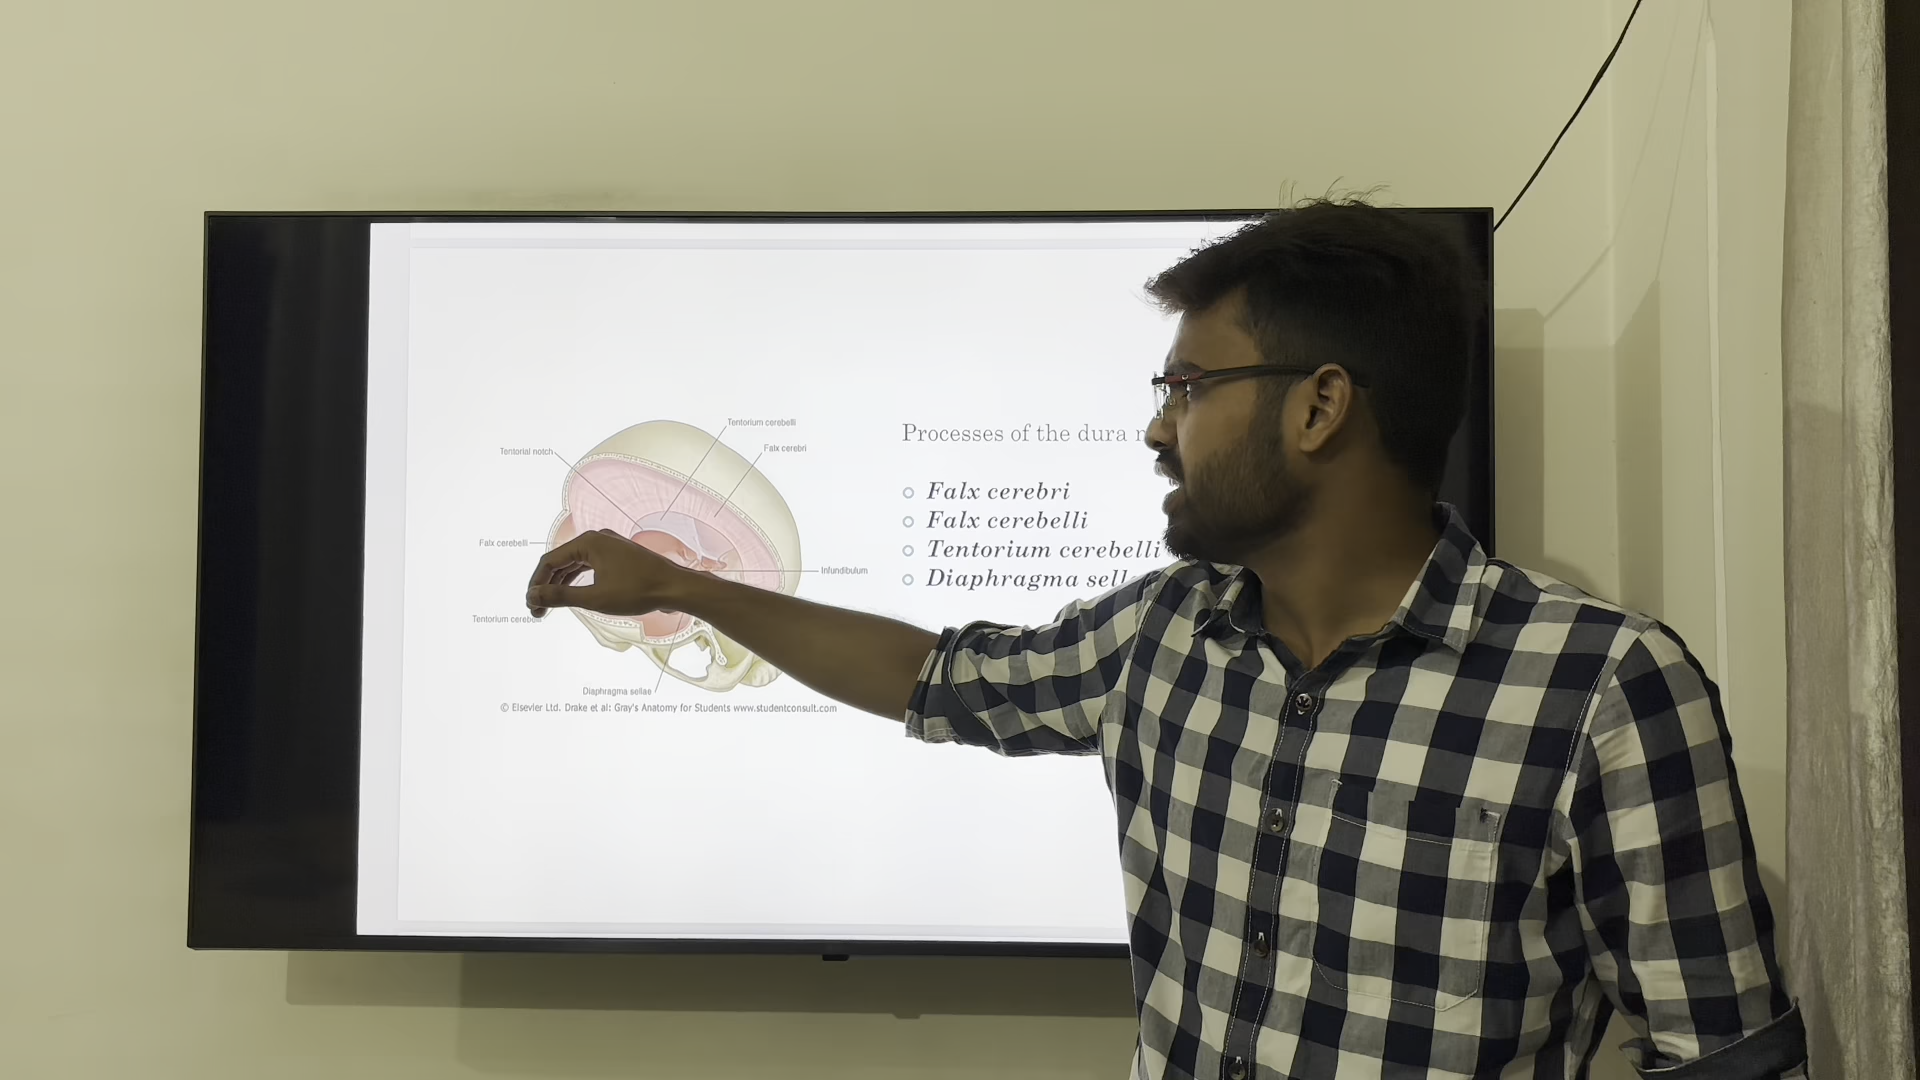 Tentorium cerebelli
Falx cerebri
Tentorial notch
Falx cerebelli
Infundibulum
Tentorium cerebelli
Diaphragma sellae
© Elsevier Ltd. Drake et al: Gray's Anatomy for Students www.studentconsult.com
Processes of the dura
Falx cerebri
Falx cerebelli
Tentorium cerebelli
Diaphragma